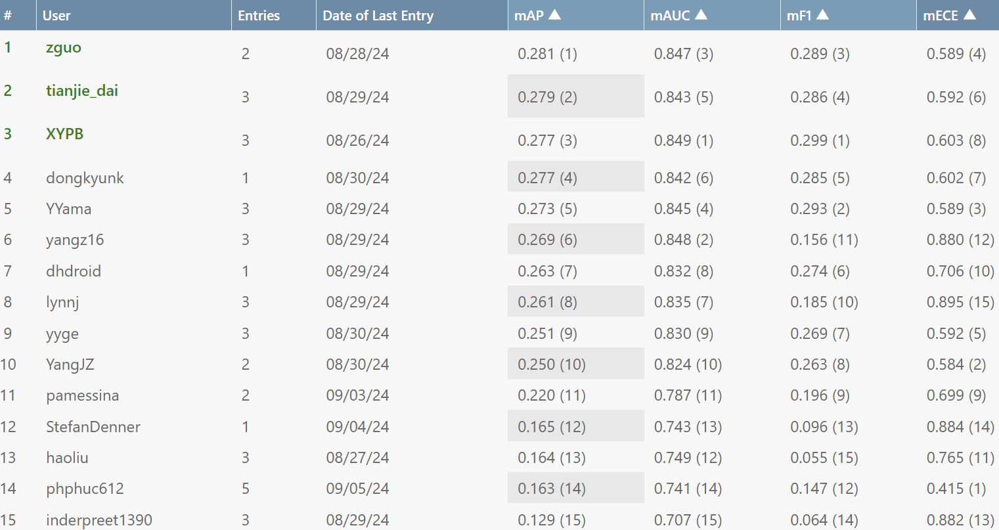 # User Entries Date of Last Entry mAP ▲ mAUC ▲ mF1 ▲ mECE ▲
1 zguo 2 08/28/24 0.281 (1) 0.847 (3) 0.289 (3) 0.589 (4)
2 tianjie_dai 3 08/29/24 0.279 (2) 0.843 (5) 0.286 (4) 0.592 (6)
3 XYPB 3 08/26/24 0.277 (3) 0.849 (1) 0.299 (1) 0.603 (8)
4 dongkyunk 1 08/30/24 0.277 (4) 0.842 (6) 0.285 (5) 0.602 (7)
5 YYama 3 08/29/24 0.273 (5) 0.845 (4) 0.293 (2) 0.589 (3)
6 yangz16 3 08/29/24 0.269 (6) 0.848 (2) 0.156 (11) 0.880 (12)
7 dhdroid 1 08/29/24 0.263 (7) 0.832 (8) 0.274 (6) 0.706 (10)
8 lynnj 3 08/29/24 0.261 (8) 0.835 (7) 0.185 (10) 0.895 (15)
9 yyge 3 08/30/24 0.251 (9) 0.830 (9) 0.269 (7) 0.592 (5)
10 YangJZ 2 08/30/24 0.250 (10) 0.824 (10) 0.263 (8) 0.584 (2)
11 pamessina 2 09/03/24 0.220 (11) 0.787 (11) 0.196 (9) 0.699 (9)
12 StefanDenner 1 09/04/24 0.165 (12) 0.743 (13) 0.096 (13) 0.884 (14)
13 haoliu 3 08/27/24 0.164 (13) 0.749 (12) 0.055 (15) 0.765 (11)
14 phphuc612 5 09/05/24 0.163 (14) 0.741 (14) 0.147 (12) 0.415 (1)
15 inderpreet1390 3 08/29/24 0.129 (15) 0.707 (15) 0.064 (14) 0.882 (13)